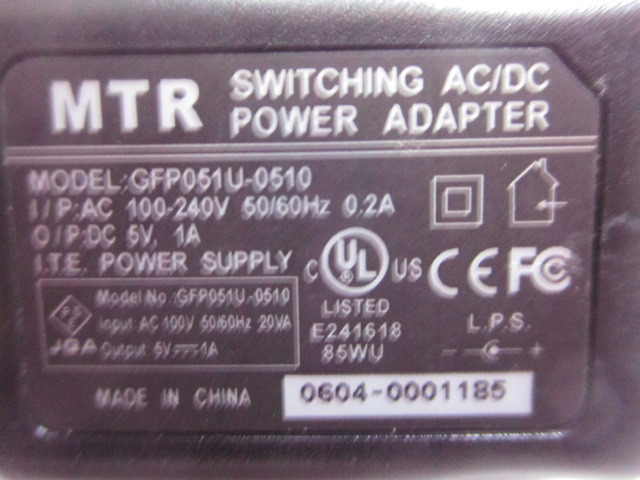 MTR
SWITCHING AC/DC
POWER ADAPTER
MODEL:GFP051U-0510
I/P:AC 100-240V 50/60Hz 0.2A
O/P:DC 5V, 1A
I.T.E. POWER SUPPLY
C UL US
LISTED
E241618
85WU
CE FC
L.P.S.
- +
P S
E
JQA
Model No.:GFP051U-0510
Input: AC 100V 50/60Hz 20VA
Output: 5V⎓1A
MADE IN CHINA
0604-0001185